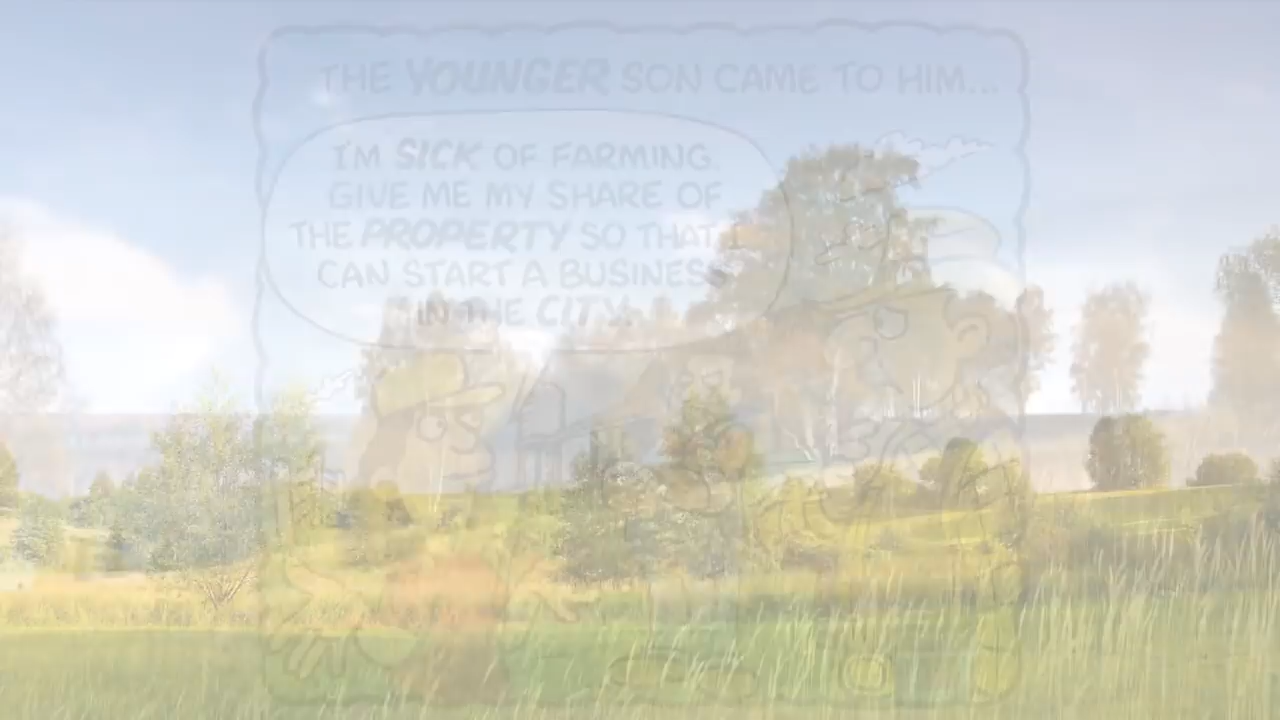 THE YOUNGER SON CAME TO HIM...
I'M SICK OF FARMING.
GIVE ME MY SHARE OF
THE PROPERTY SO THAT I
CAN START A BUSINESS
IN THE CITY.